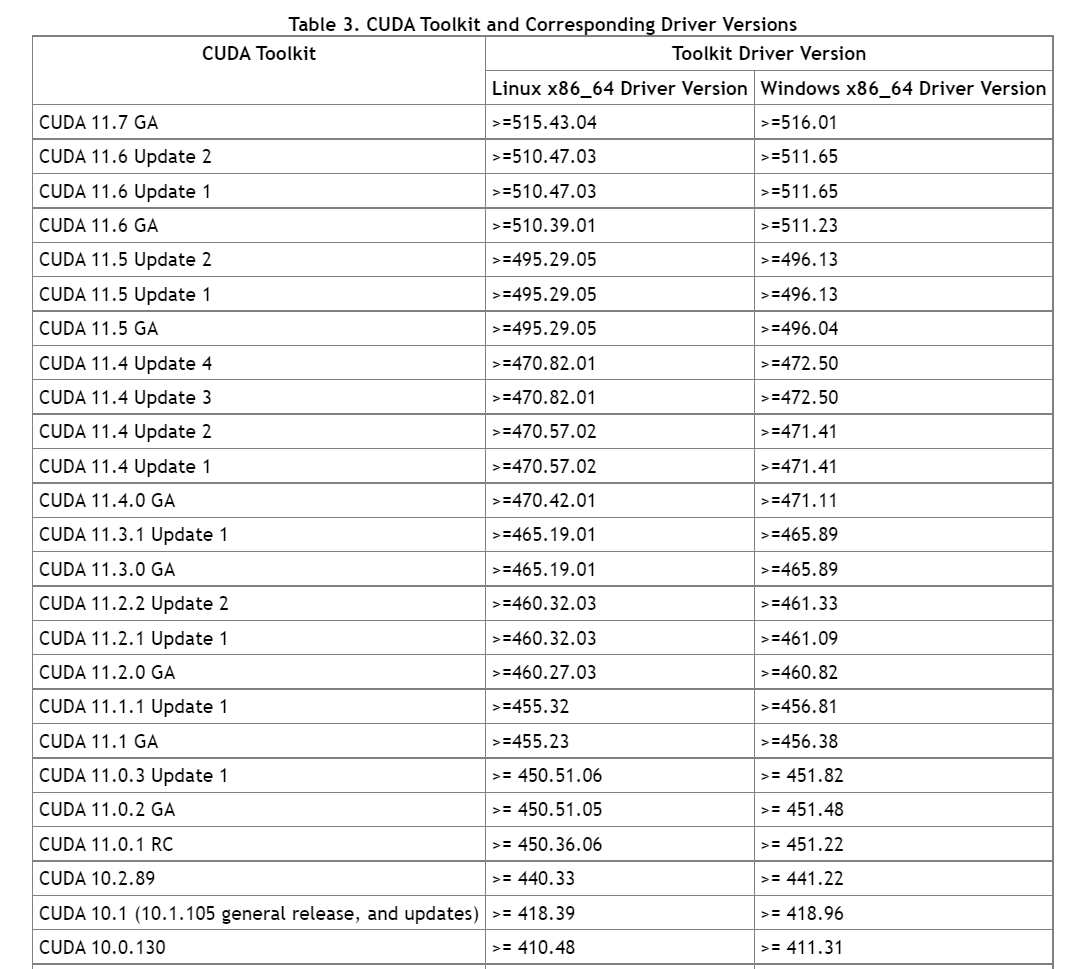 Table 3. CUDA Toolkit and Corresponding Driver Versions
CUDA Toolkit Toolkit Driver Version
Linux x86_64 Driver Version Windows x86_64 Driver Version
CUDA 11.7 GA >=515.43.04 >=516.01
CUDA 11.6 Update 2 >=510.47.03 >=511.65
CUDA 11.6 Update 1 >=510.47.03 >=511.65
CUDA 11.6 GA >=510.39.01 >=511.23
CUDA 11.5 Update 2 >=495.29.05 >=496.13
CUDA 11.5 Update 1 >=495.29.05 >=496.13
CUDA 11.5 GA >=495.29.05 >=496.04
CUDA 11.4 Update 4 >=470.82.01 >=472.50
CUDA 11.4 Update 3 >=470.82.01 >=472.50
CUDA 11.4 Update 2 >=470.57.02 >=471.41
CUDA 11.4 Update 1 >=470.57.02 >=471.41
CUDA 11.4.0 GA >=470.42.01 >=471.11
CUDA 11.3.1 Update 1 >=465.19.01 >=465.89
CUDA 11.3.0 GA >=465.19.01 >=465.89
CUDA 11.2.2 Update 2 >=460.32.03 >=461.33
CUDA 11.2.1 Update 1 >=460.32.03 >=461.09
CUDA 11.2.0 GA >=460.27.03 >=460.82
CUDA 11.1.1 Update 1 >=455.32 >=456.81
CUDA 11.1 GA >=455.23 >=456.38
CUDA 11.0.3 Update 1 >= 450.51.06 >= 451.82
CUDA 11.0.2 GA >= 450.51.05 >= 451.48
CUDA 11.0.1 RC >= 450.36.06 >= 451.22
CUDA 10.2.89 >= 440.33 >= 441.22
CUDA 10.1 (10.1.105 general release, and updates) >= 418.39 >= 418.96
CUDA 10.0.130 >= 410.48 >= 411.31